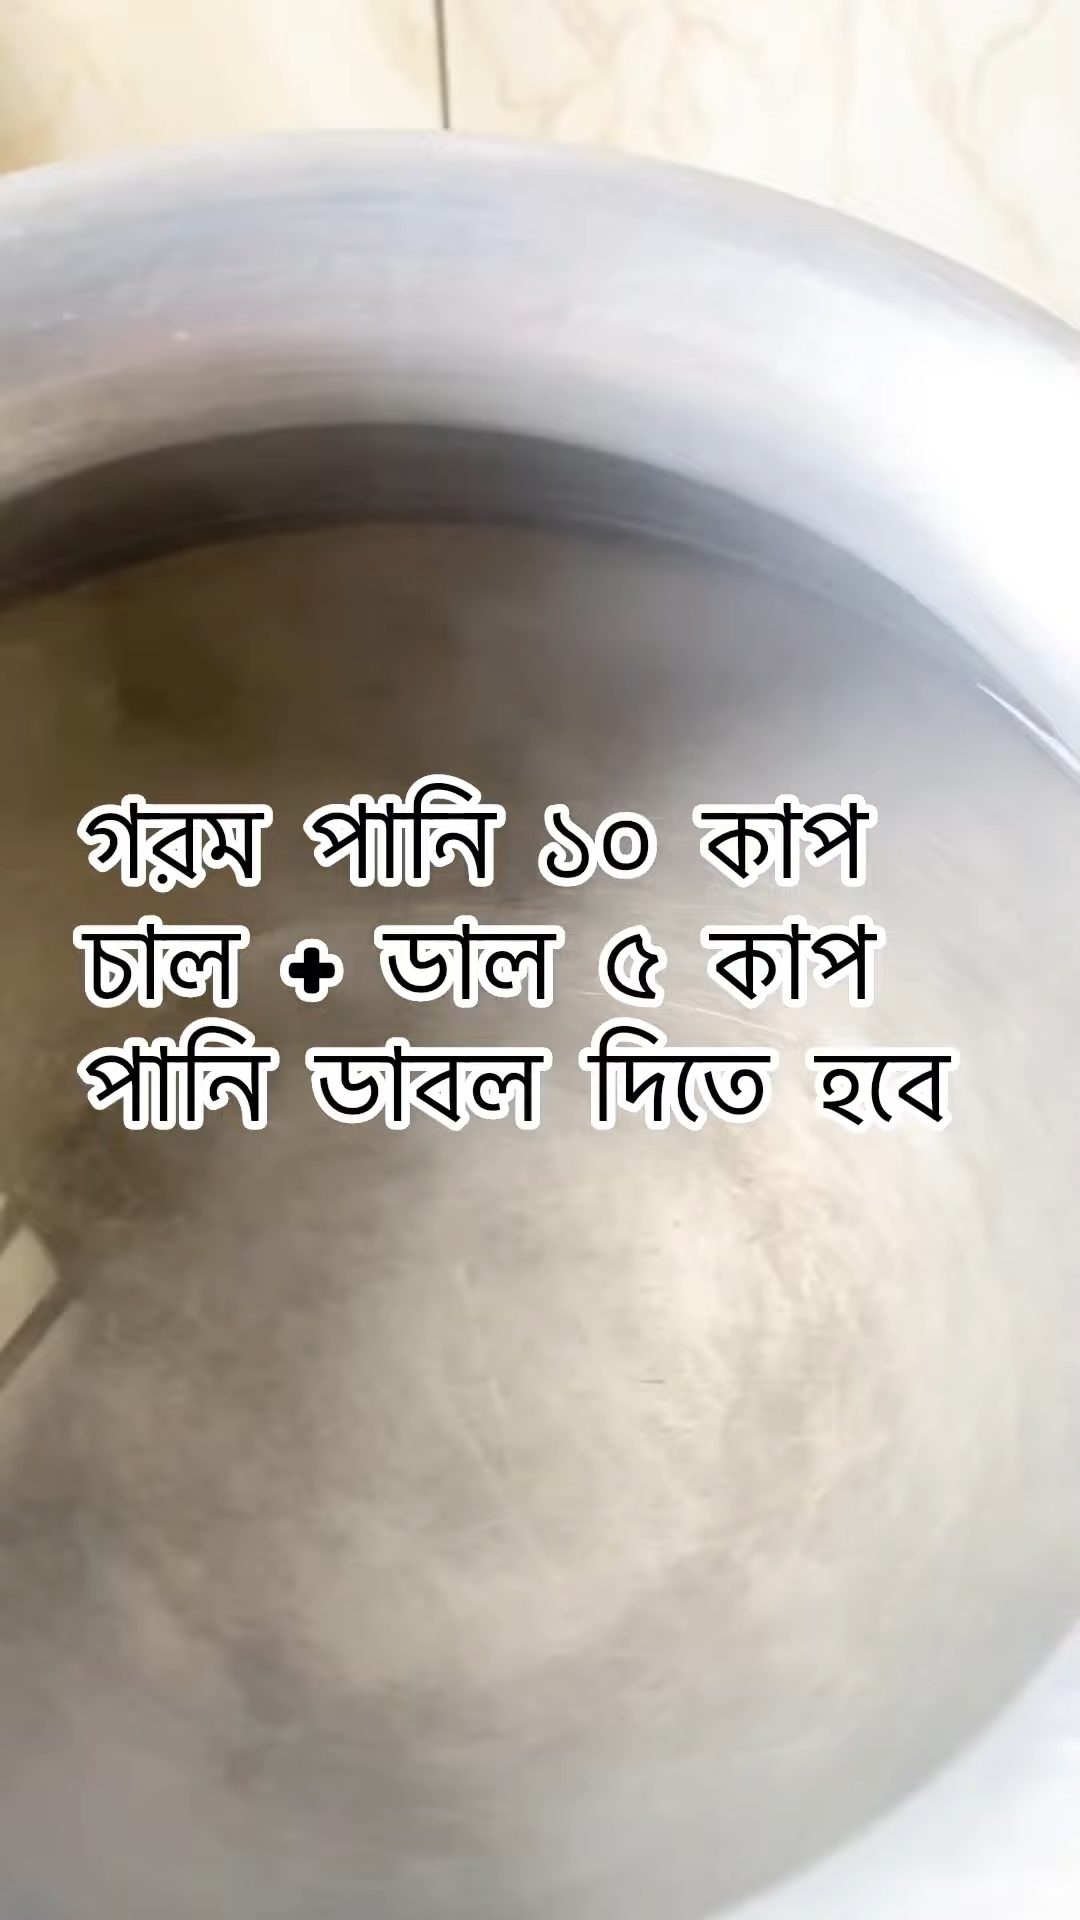 গরম পানি ১০ কাপ
চাল + ডাল ৫ কাপ
পানি ডাবল দিতে হবে